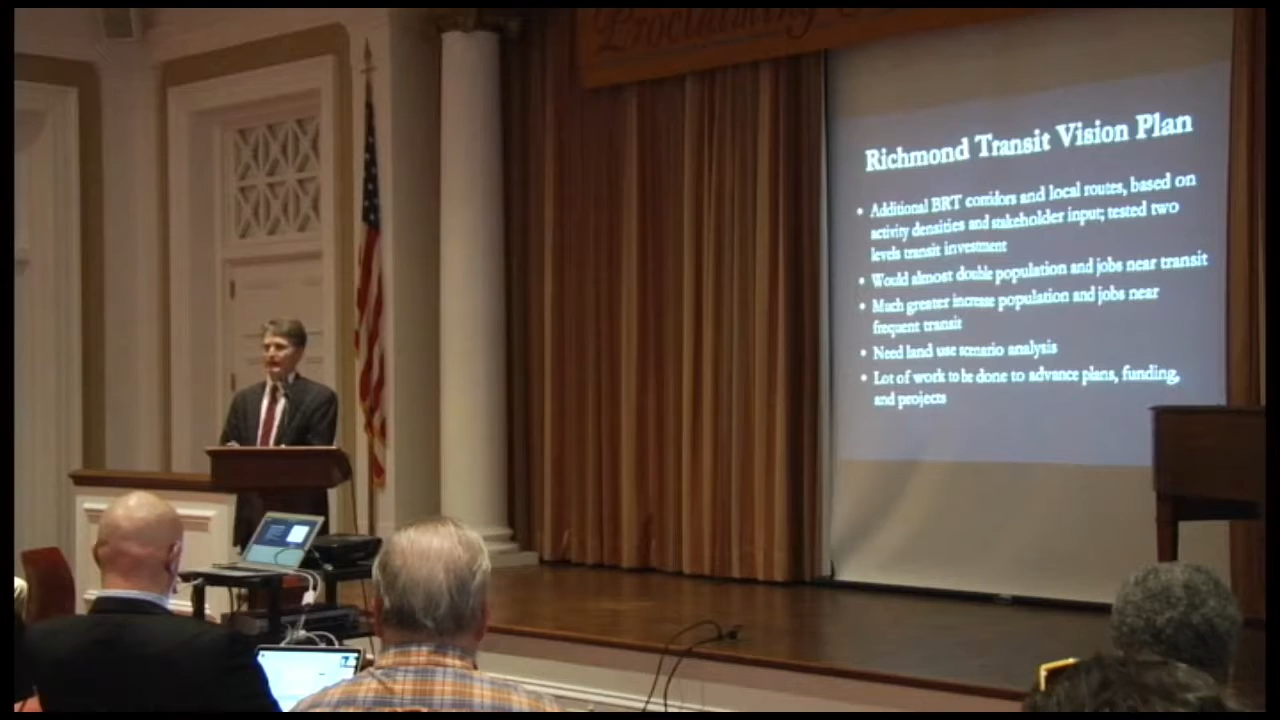 Proclaiming
Richmond Transit Vision Plan
• Additional BRT corridors and local routes, based on
activity densities and stakeholder input; tested two
levels transit investment
• Would almost double population and jobs near transit
• Much greater increase population and jobs near
frequent transit
• Need land use scenario analysis
• Lot of work to be done to advance plans, funding,
and projects